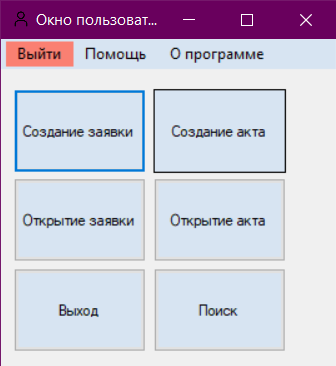 Окно пользоват...
Выйти Помощь О программе
Создание заявки Создание акта
Открытие заявки Открытие акта
Выход Поиск